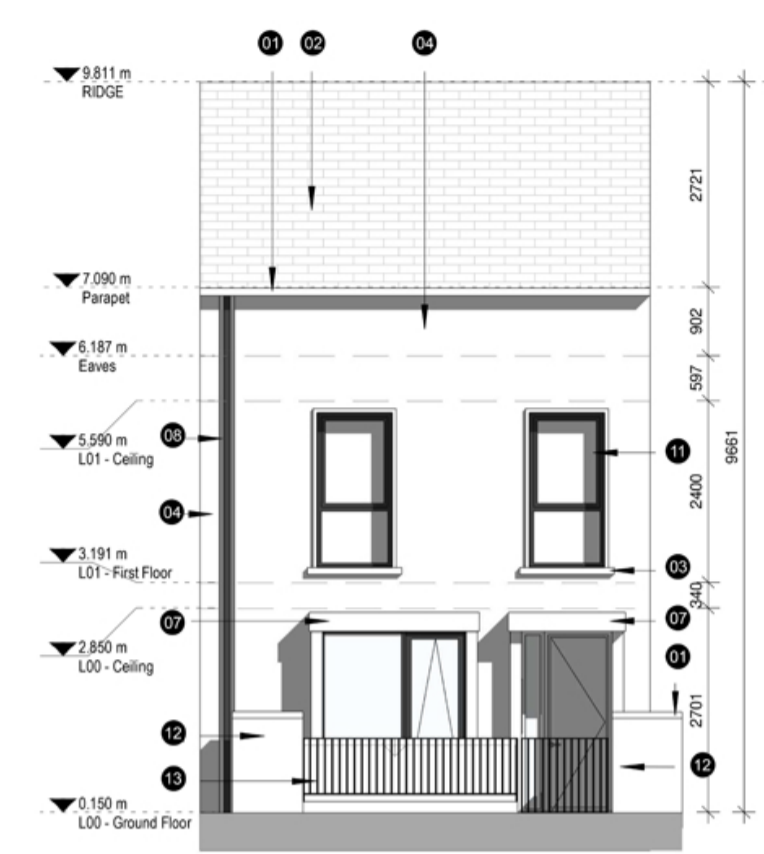 01 02 04
9.811 m
RIDGE
2721
7.090 m
Parapet
902
6.187 m
Eaves
597
08
5.590 m
L01 - Ceiling
11
9661
2400
04
3.191 m
L01 - First Floor
03
340
07
07
2.850 m
L00 - Ceiling
01
2701
12
12
13
0.150 m
L00 - Ground Floor